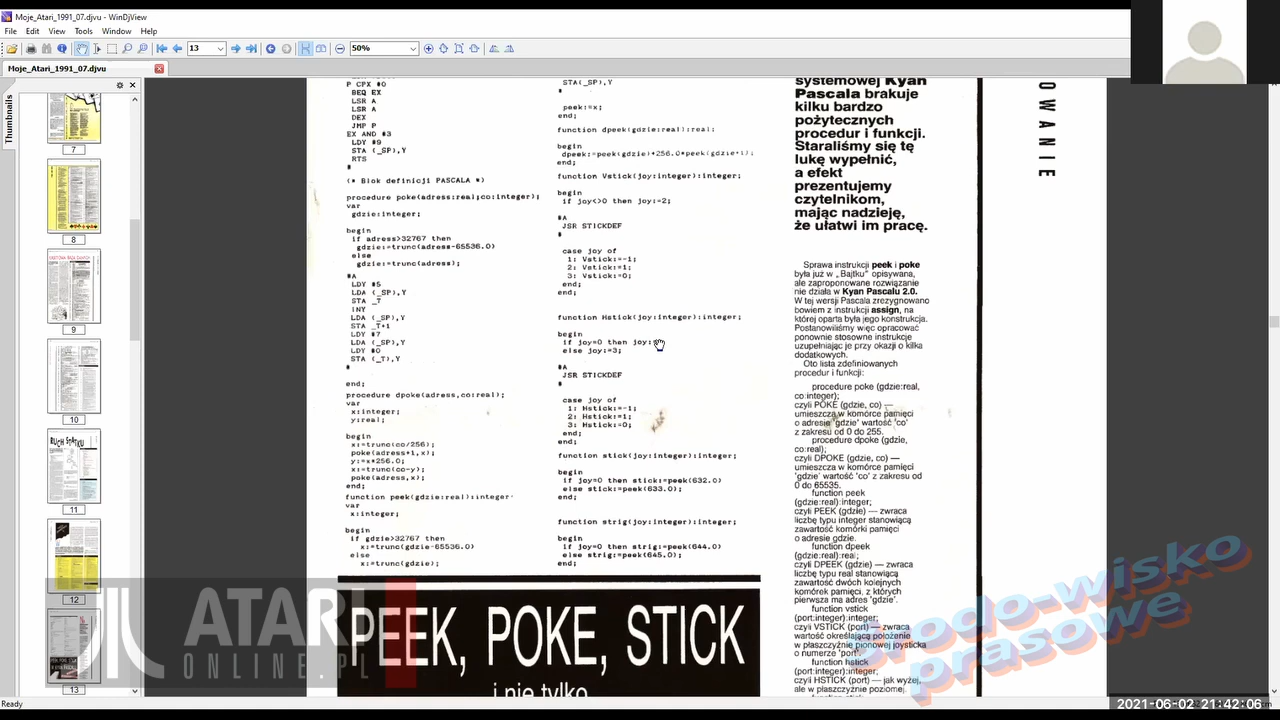 Moje_Atari_1991_07.djvu - WinDjView
File Edit View Go Tools Window Help
13
50%
Moje_Atari_1991_07.djvu
Thumbnails
7
8
9
10
11
12
13
P CPX #0
BEQ EX
LSR A
LSR A
DEX
JMP P
EX AND #3
LDY #9
STA (_SP),Y
RTS
#
(* Blok definicji PASCALA *)
procedure poke(adress:real;co:integer);
var
gdzie:integer;
begin
if adress>32767 then
gdzie:=trunc(adress-65536.0)
else
gdzie:=trunc(adress);
#A
LDY #5
LDA (_SP),Y
STA _T
INY
LDA (_SP),Y
STA _T+1
LDY #7
LDA (_SP),Y
LDY #0
STA (_T),Y
#
end;
procedure dpoke(adress,co:real);
var
x:integer;
y:real;
begin
x:=trunc(co/256);
poke(adress+1,x);
y:=x*256.0;
x:=trunc(co-y);
poke(adress,x);
end;
function peek(gdzie:real):integer
var
x:integer;
begin
if gdzie>32767 then
x:=trunc(gdzie-65536.0)
else
x:=trunc(gdzie);
STA(_SP),Y
#
peek:=x;
end;
function dpeek(gdzie:real):real;
begin
dpeek:=peek(gdzie)+256.0*peek(gdzie+1);
end;
function Vstick(joy:integer):integer;
begin
if joy<>0 then joy:=2;
#A
JSR STICKDEF
#
case joy of
1: Vstick:=-1;
2: Vstick:=1;
3: Vstick:=0;
end;
end;
function Hstick(joy:integer):integer;
begin
if joy=0 then joy:
else joy:=3;
#A
JSR STICKDEF
#
case joy of
1: Hstick:=-1;
2: Hstick:=1;
3: Hstick:=0;
end;
end;
function stick(joy:integer):integer;
begin
if joy=0 then stick:=peek(632.0)
else stick:=peek(633.0);
end;
function strig(joy:integer):integer;
begin
if joy=0 then strig:=peek(644.0)
else strig:=peek(645.0);
end;
systemowej Kyan
Pascala brakuje
kilku bardzo
pożytecznych
procedur i funkcji.
Staraliśmy się tę
lukę wypełnić,
a efekt
prezentujemy
czytelnikom,
mając nadzieję,
że ułatwi im pracę.
Sprawa instrukcji peek i poke
była już w „Bajtku" opisywana,
ale zaproponowane rozwiązanie
nie działa w Kyan Pascalu 2.0.
W tej wersji Pascala zrezygnowano
bowiem z instrukcji assign, na
której oparta była jego konstrukcja.
Postanowiliśmy więc opracować
ponownie stosowne instrukcje
uzupełniając je przy okazji o kilka
dodatkowych.
Oto lista zdefiniowanych
procedur i funkcji:
procedure poke (gdzie:real,
co:integer);
czyli POKE (gdzie, co) —
umieszcza w komórce pamięci
o adresie 'gdzie' wartość 'co'
z zakresu od 0 do 255.
procedure dpoke (gdzie,
co:real);
czyli DPOKE (gdzie, co) —
umieszcza w komórce pamięci
'gdzie' wartość 'co' z zakresu od
0 do 65535.
function peek
(gdzie:real):integer;
czyli PEEK (gdzie) — zwraca
liczbę typu integer stanowiącą
zawartość komórki pamięci
o adresie gdzie.
function dpeek
(gdzie:real):real;
czyli DPEEK (gdzie) — zwraca
liczbę typu real stanowiącą
zawartość dwóch kolejnych
komórek pamięci, z których
pierwsza ma adres 'gdzie'.
function vstick
(port:integer):integer;
czyli VSTICK (port) — zwraca
wartość określającą położenie
w płaszczyźnie pionowej joysticka
o numerze 'port'.
function hstick
(port:integer):integer;
czyli HSTICK (port) — jak wyżej,
ale w płaszczyźnie poziomej.
OWANIE
PEEK, POKE, STICK
i nie tylko
ATARI
ONLINE.PL
prasowe
Ready
2021-06-02 21:42:06